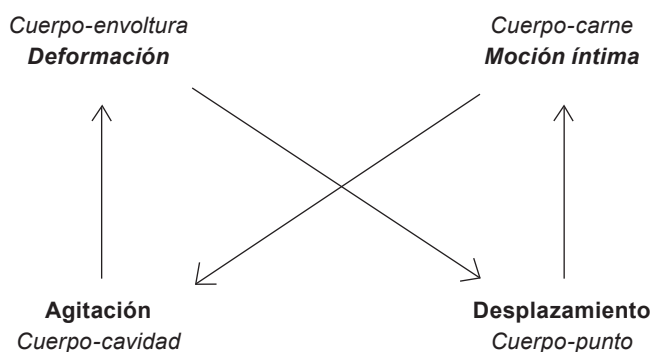 Cuerpo-envoltura
Deformación
Cuerpo-carne
Moción íntima
Agitación
Cuerpo-cavidad
Desplazamiento
Cuerpo-punto